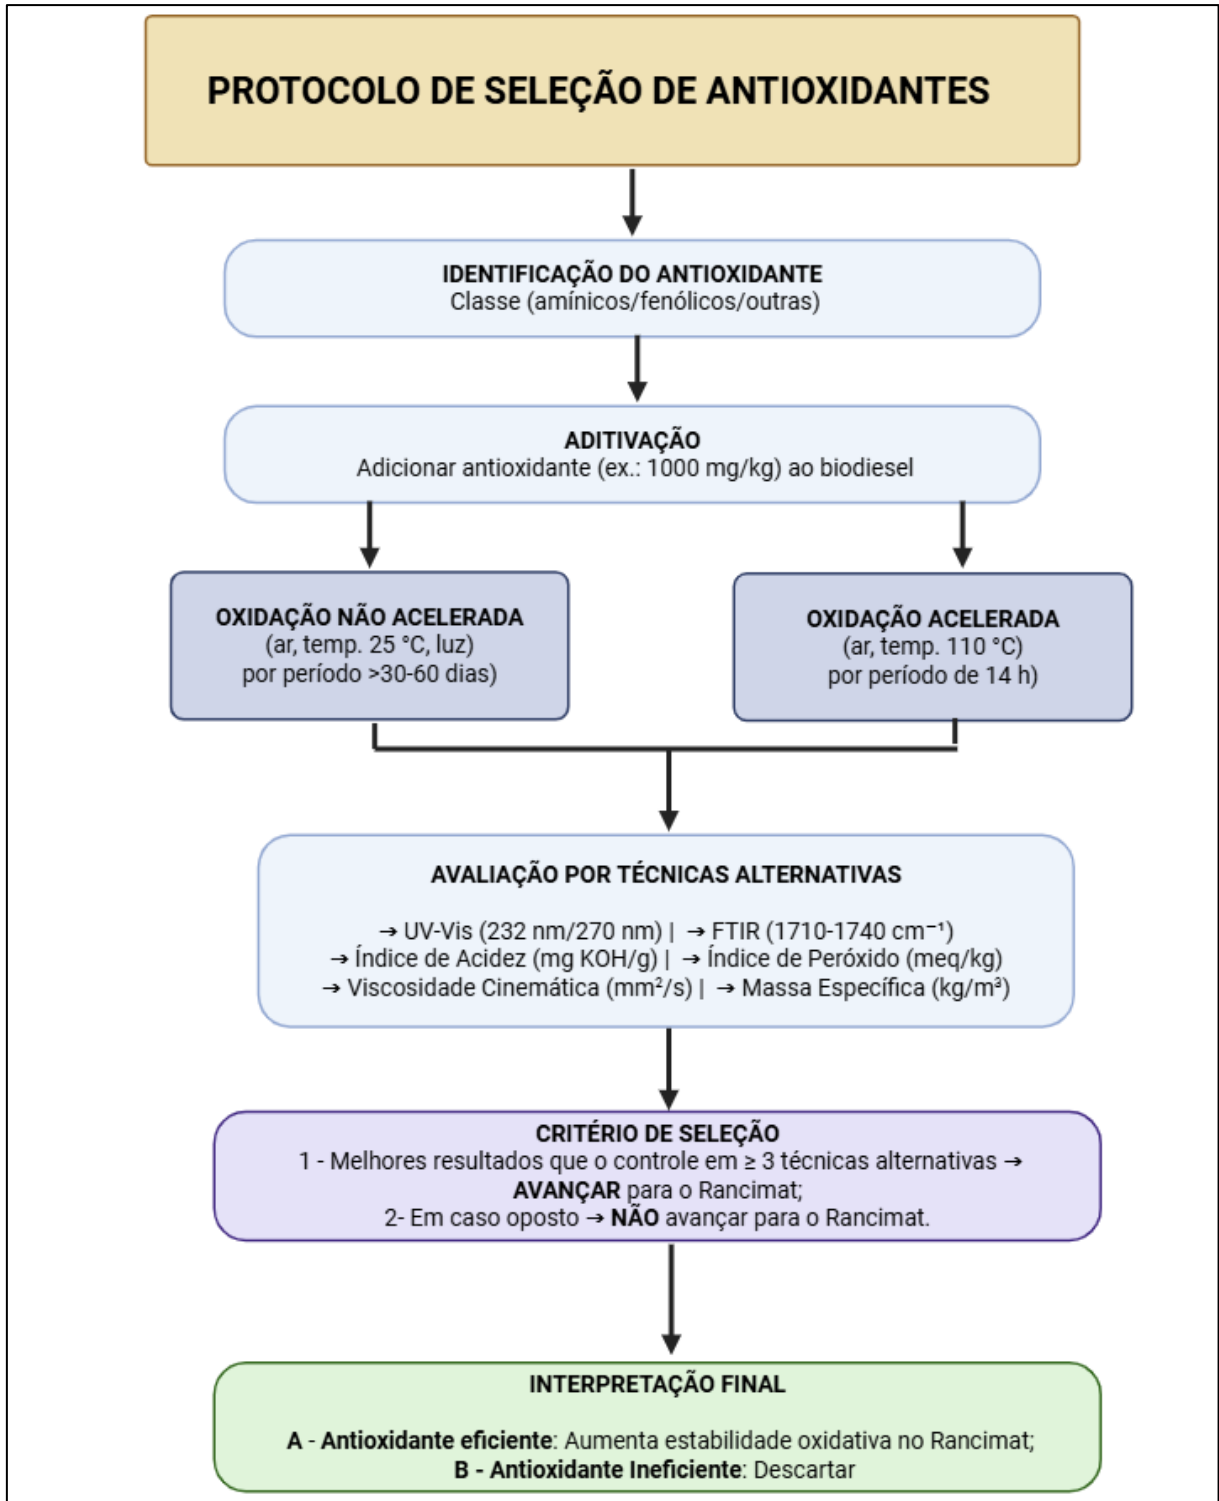 PROTOCOLO DE SELEÇÃO DE ANTIOXIDANTES
IDENTIFICAÇÃO DO ANTIOXIDANTE
Classe (amínicos/fenólicos/outras)
ADITIVAÇÃO
Adicionar antioxidante (ex.: 1000 mg/kg) ao biodiesel
OXIDAÇÃO NÃO ACELERADA
(ar, temp. 25 °C, luz)
por período >30-60 dias)
OXIDAÇÃO ACELERADA
(ar, temp. 110 °C)
por período de 14 h)
AVALIAÇÃO POR TÉCNICAS ALTERNATIVAS
→ UV-Vis (232 nm/270 nm) | → FTIR (1710-1740 cm⁻¹)
→ Índice de Acidez (mg KOH/g) | → Índice de Peróxido (meq/kg)
→ Viscosidade Cinemática (mm²/s) | → Massa Específica (kg/m³)
CRITÉRIO DE SELEÇÃO
1 - Melhores resultados que o controle em ≥ 3 técnicas alternativas →
AVANÇAR para o Rancimat;
2- Em caso oposto → NÃO avançar para o Rancimat.
INTERPRETAÇÃO FINAL
A - Antioxidante eficiente: Aumenta estabilidade oxidativa no Rancimat;
B - Antioxidante Ineficiente: Descartar